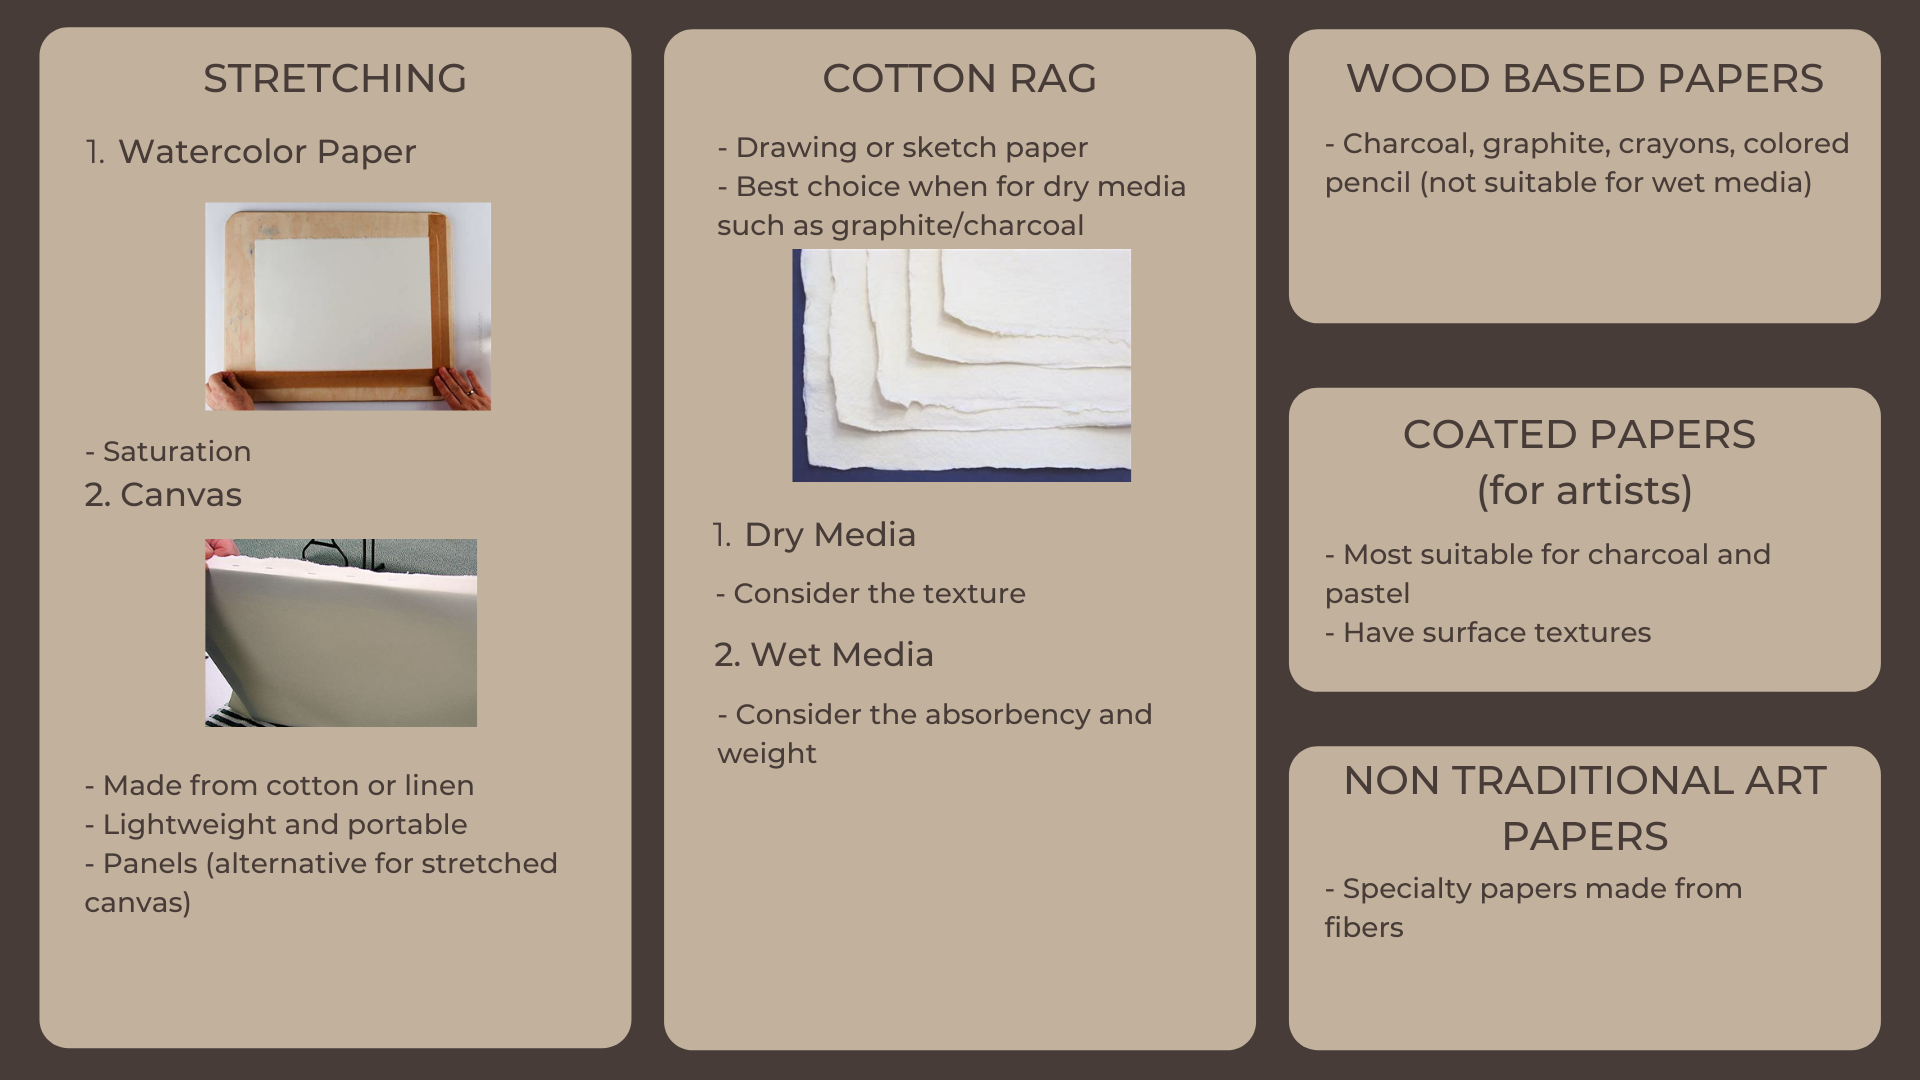 STRETCHING
1. Watercolor Paper
- Saturation
2. Canvas
- Made from cotton or linen
- Lightweight and portable
- Panels (alternative for stretched
canvas)
COTTON RAG
- Drawing or sketch paper
- Best choice when for dry media
such as graphite/charcoal
1. Dry Media
- Consider the texture
2. Wet Media
- Consider the absorbency and
weight
WOOD BASED PAPERS
- Charcoal, graphite, crayons, colored
pencil (not suitable for wet media)
COATED PAPERS
(for artists)
- Most suitable for charcoal and
pastel
- Have surface textures
NON TRADITIONAL ART
PAPERS
- Specialty papers made from
fibers